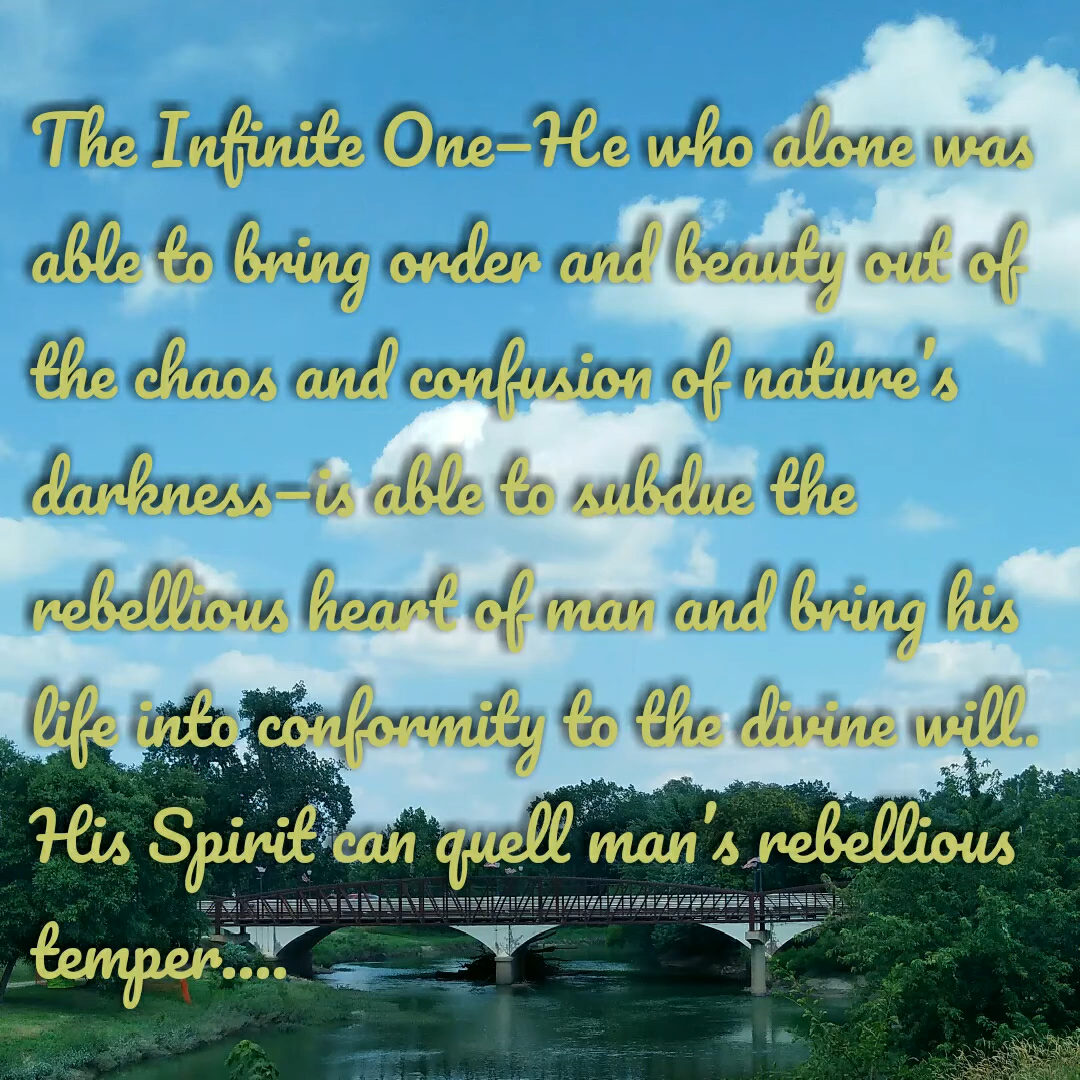 The Infinite One—He who alone was
able to bring order and beauty out of
the chaos and confusion of nature's
darkness—is able to subdue the
rebellious heart of man and bring his
life into conformity to the divine will.
His Spirit can quell man's rebellious
temper....